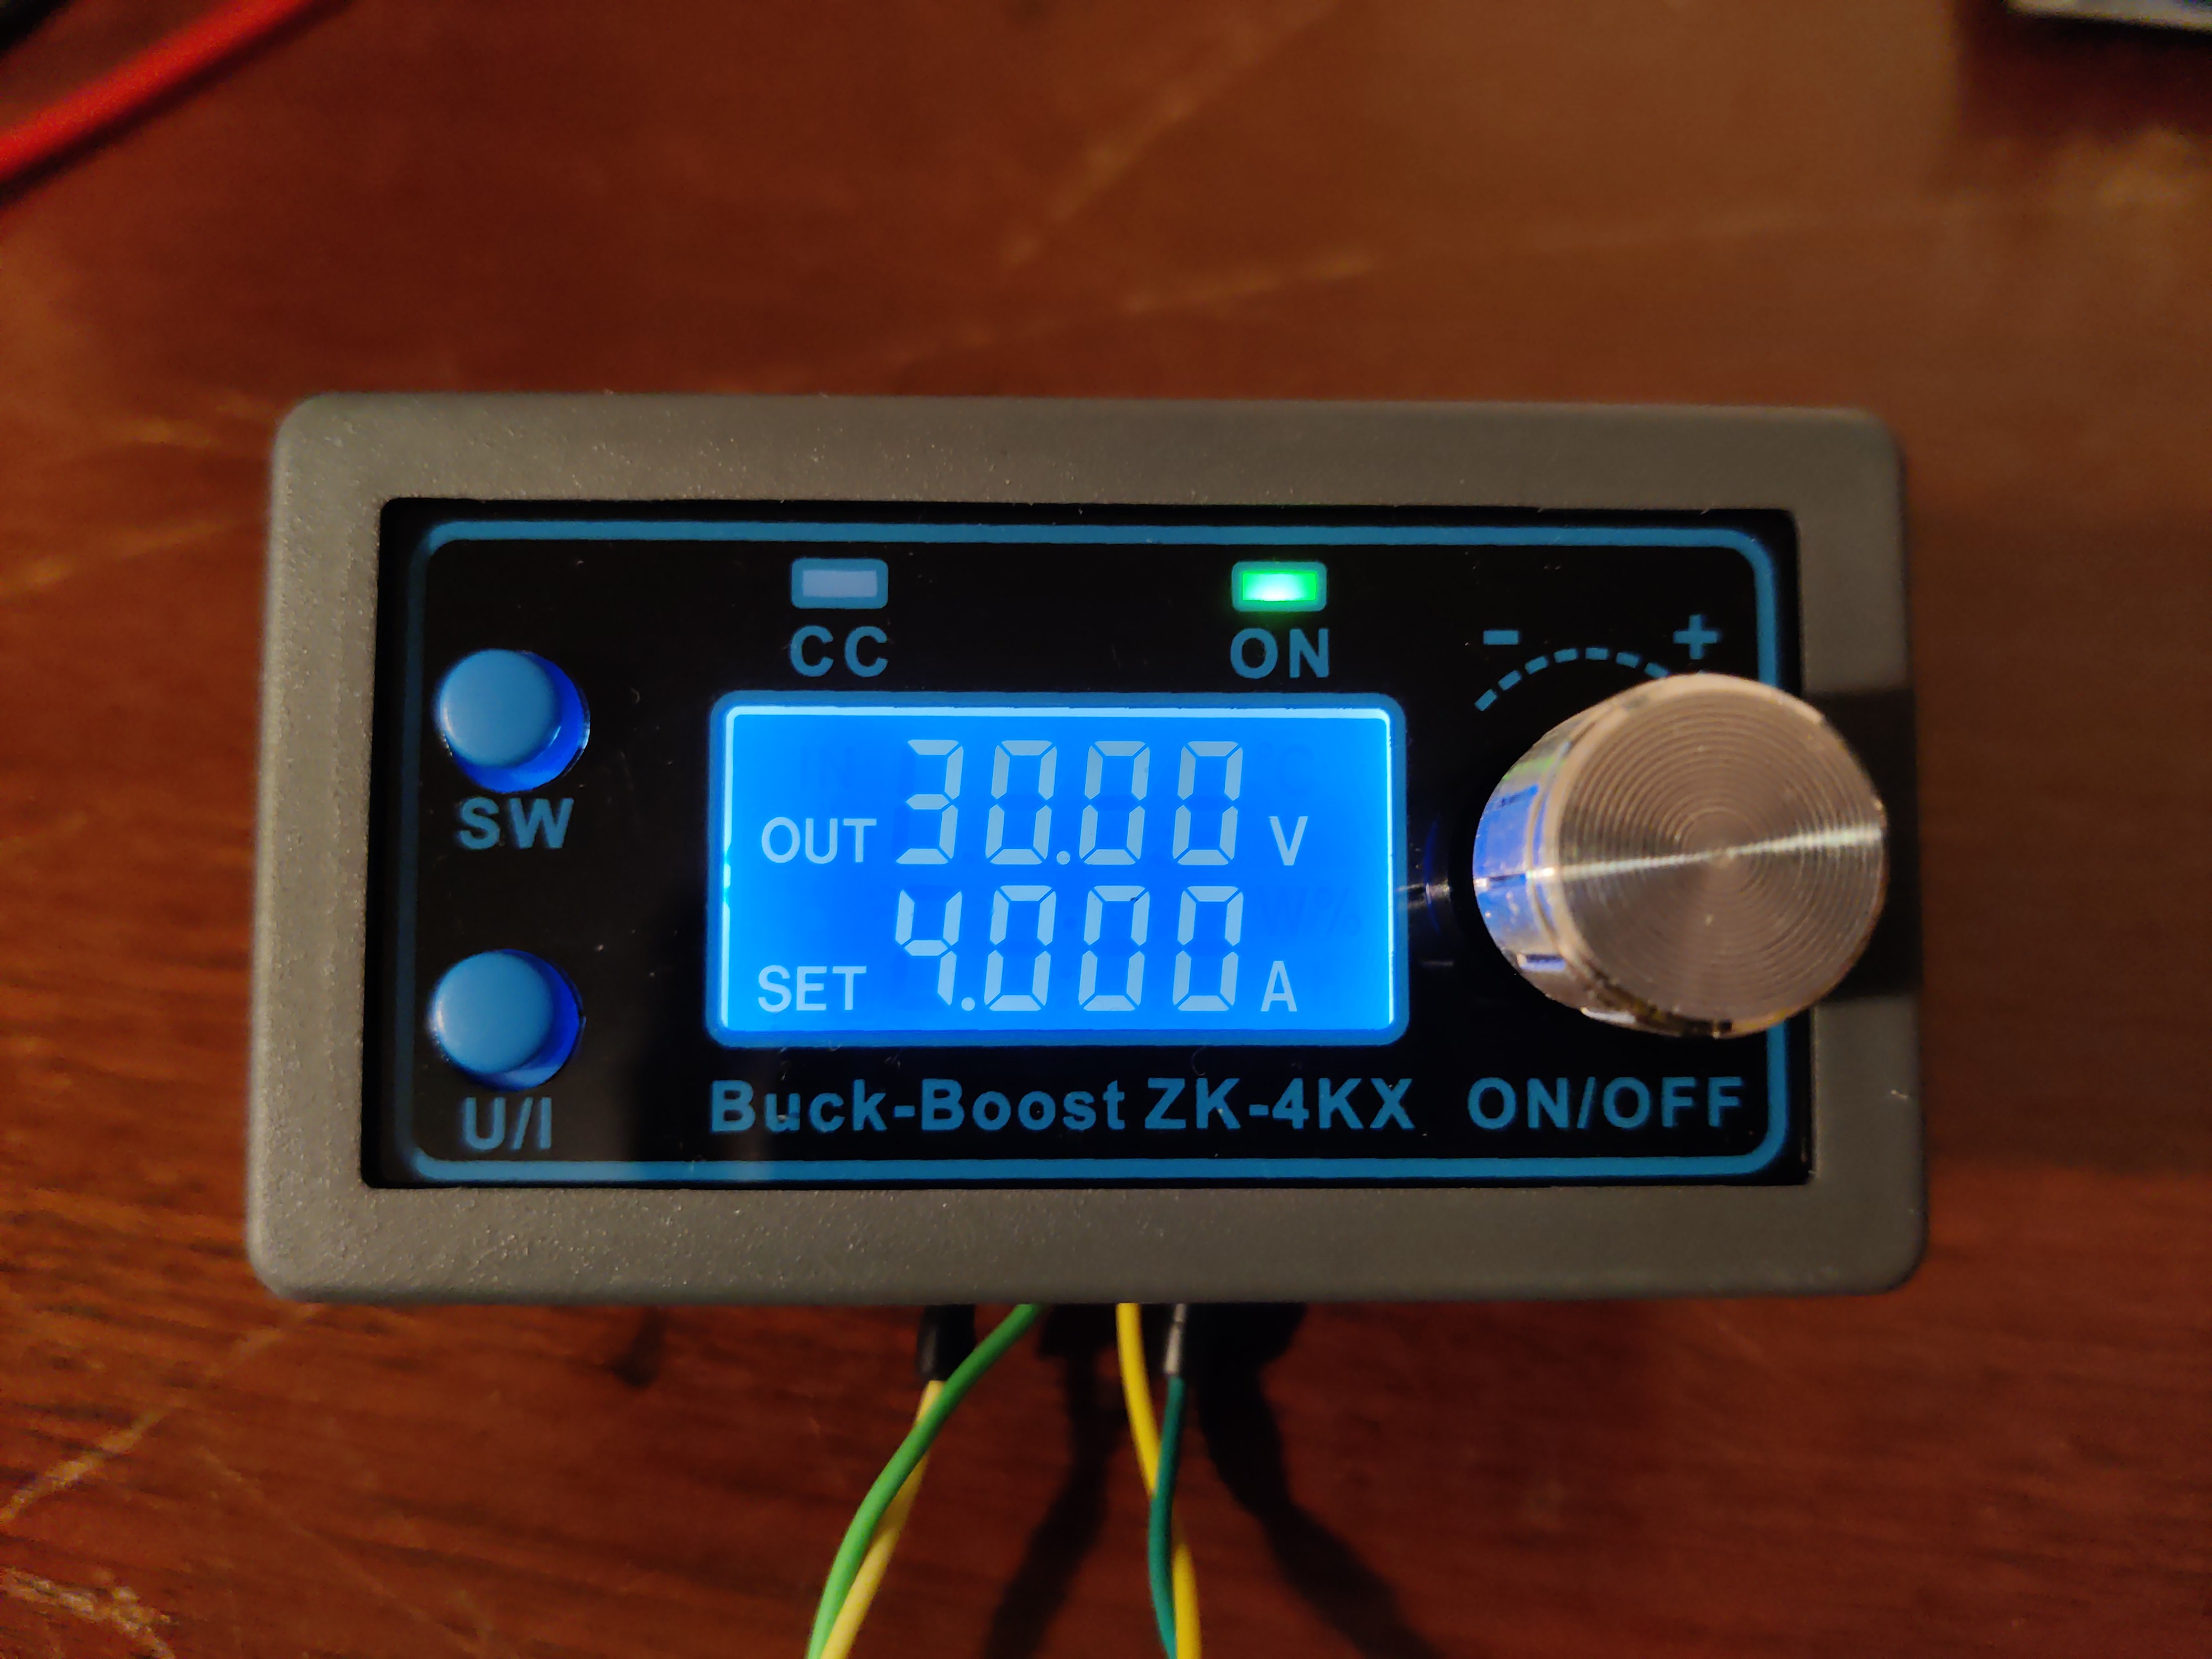 CC
ON
- +
SW
OUT 30.00 V
SET 4.000 A
U/I
Buck-Boost ZK-4KX
ON/OFF